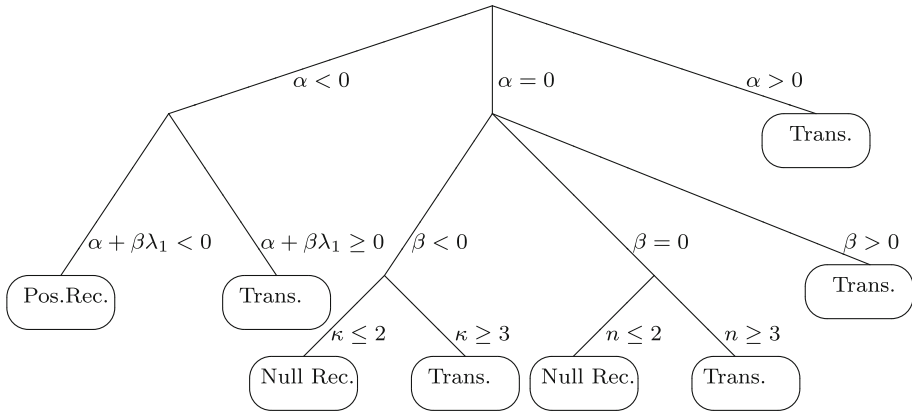 α < 0
α = 0
α > 0
Trans.
α + βλ₁ < 0
α + βλ₁ ≥ 0
β < 0
β = 0
β > 0
Pos.Rec.
Trans.
Trans.
κ ≤ 2
κ ≥ 3
n ≤ 2
n ≥ 3
Null Rec.
Trans.
Null Rec.
Trans.